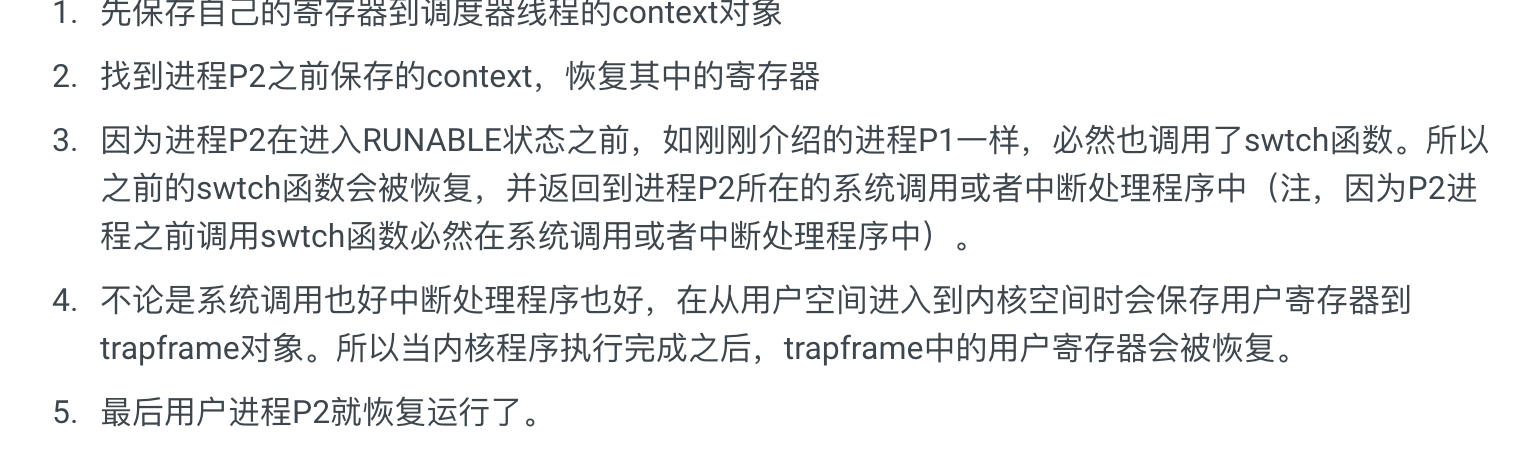 1. 先保存自己的寄存器到调度器线程的context对象
2. 找到进程P2之前保存的context，恢复其中的寄存器
3. 因为进程P2在进入RUNABLE状态之前，如刚刚介绍的进程P1一样，必然也调用了swtch函数。所以
之前的swtch函数会被恢复，并返回到进程P2所在的系统调用或者中断处理程序中（注，因为P2进
程之前调用swtch函数必然在系统调用或者中断处理程序中）。
4. 不论是系统调用也好中断处理程序也好，在从用户空间进入到内核空间时会保存用户寄存器到
trapframe对象。所以当内核程序执行完成之后，trapframe中的用户寄存器会被恢复。
5. 最后用户进程P2就恢复运行了。